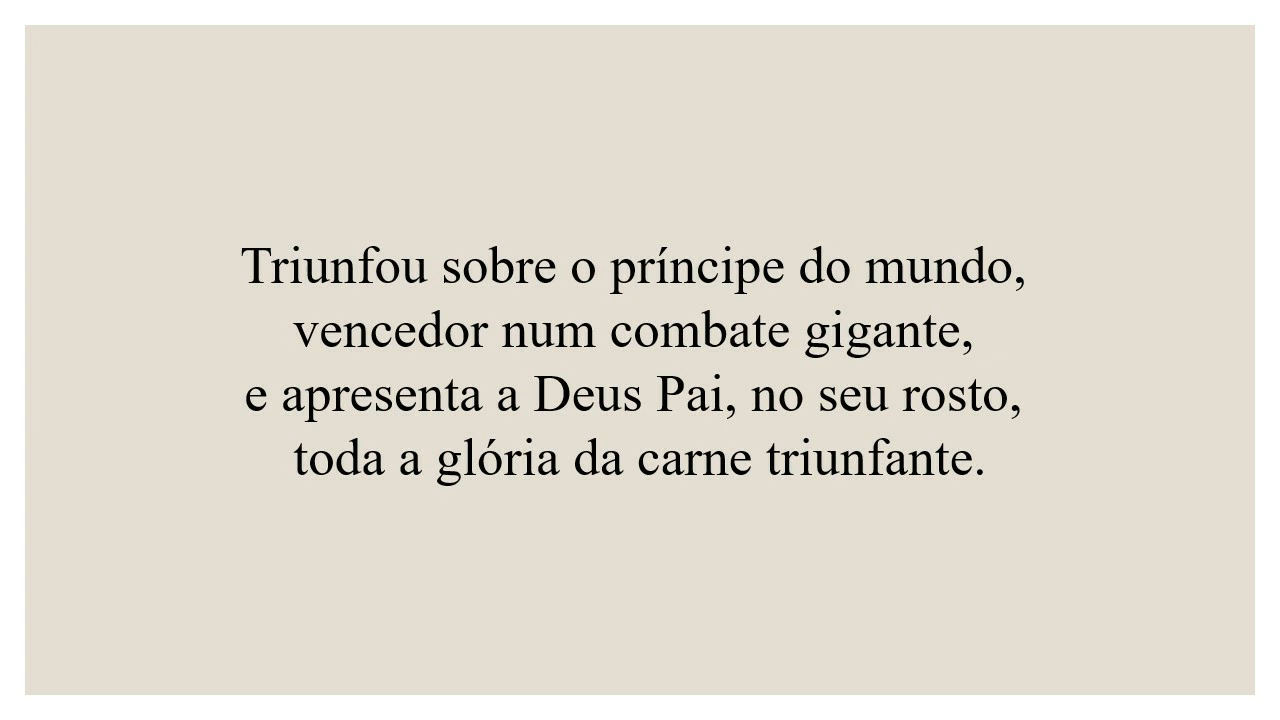 Triunfou sobre o príncipe do mundo,
vencedor num combate gigante,
e apresenta a Deus Pai, no seu rosto,
toda a glória da carne triunfante.